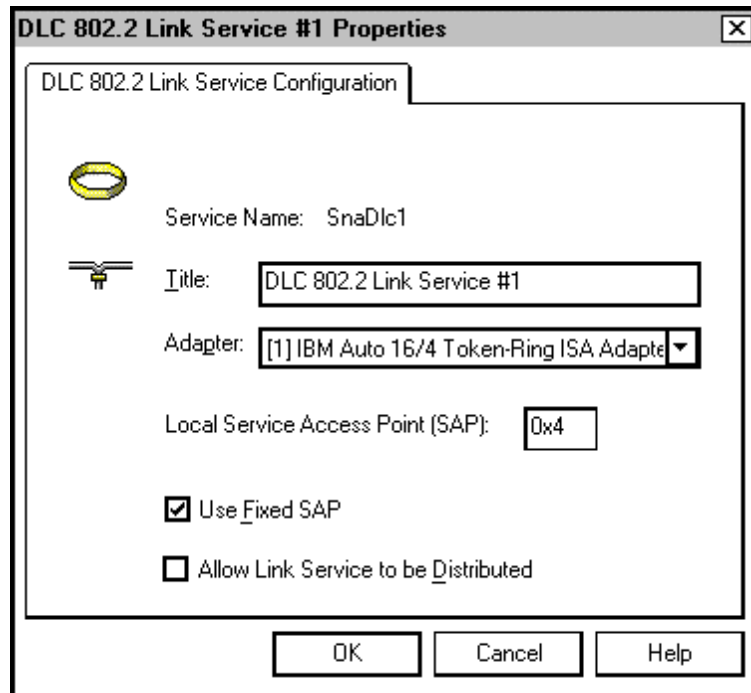 DLC 802.2 Link Service #1 Properties
DLC 802.2 Link Service Configuration
Service Name: SnaDlc1
Title: DLC 802.2 Link Service #1
Adapter: [1] IBM Auto 16/4 Token-Ring ISA Adapte
Local Service Access Point (SAP): 0x4
Use Fixed SAP
Allow Link Service to be Distributed
OK Cancel Help